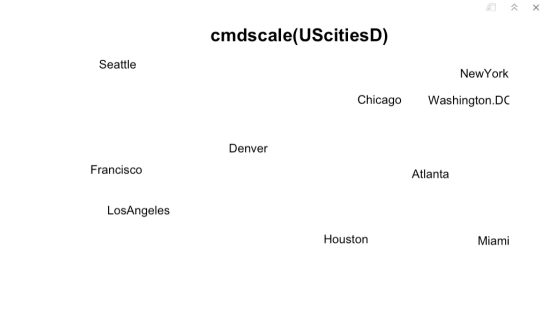 cmdscale(UScitiesD)
Seattle
NewYork
Chicago
Washington.DC
Denver
Francisco
Atlanta
LosAngeles
Houston
Miami